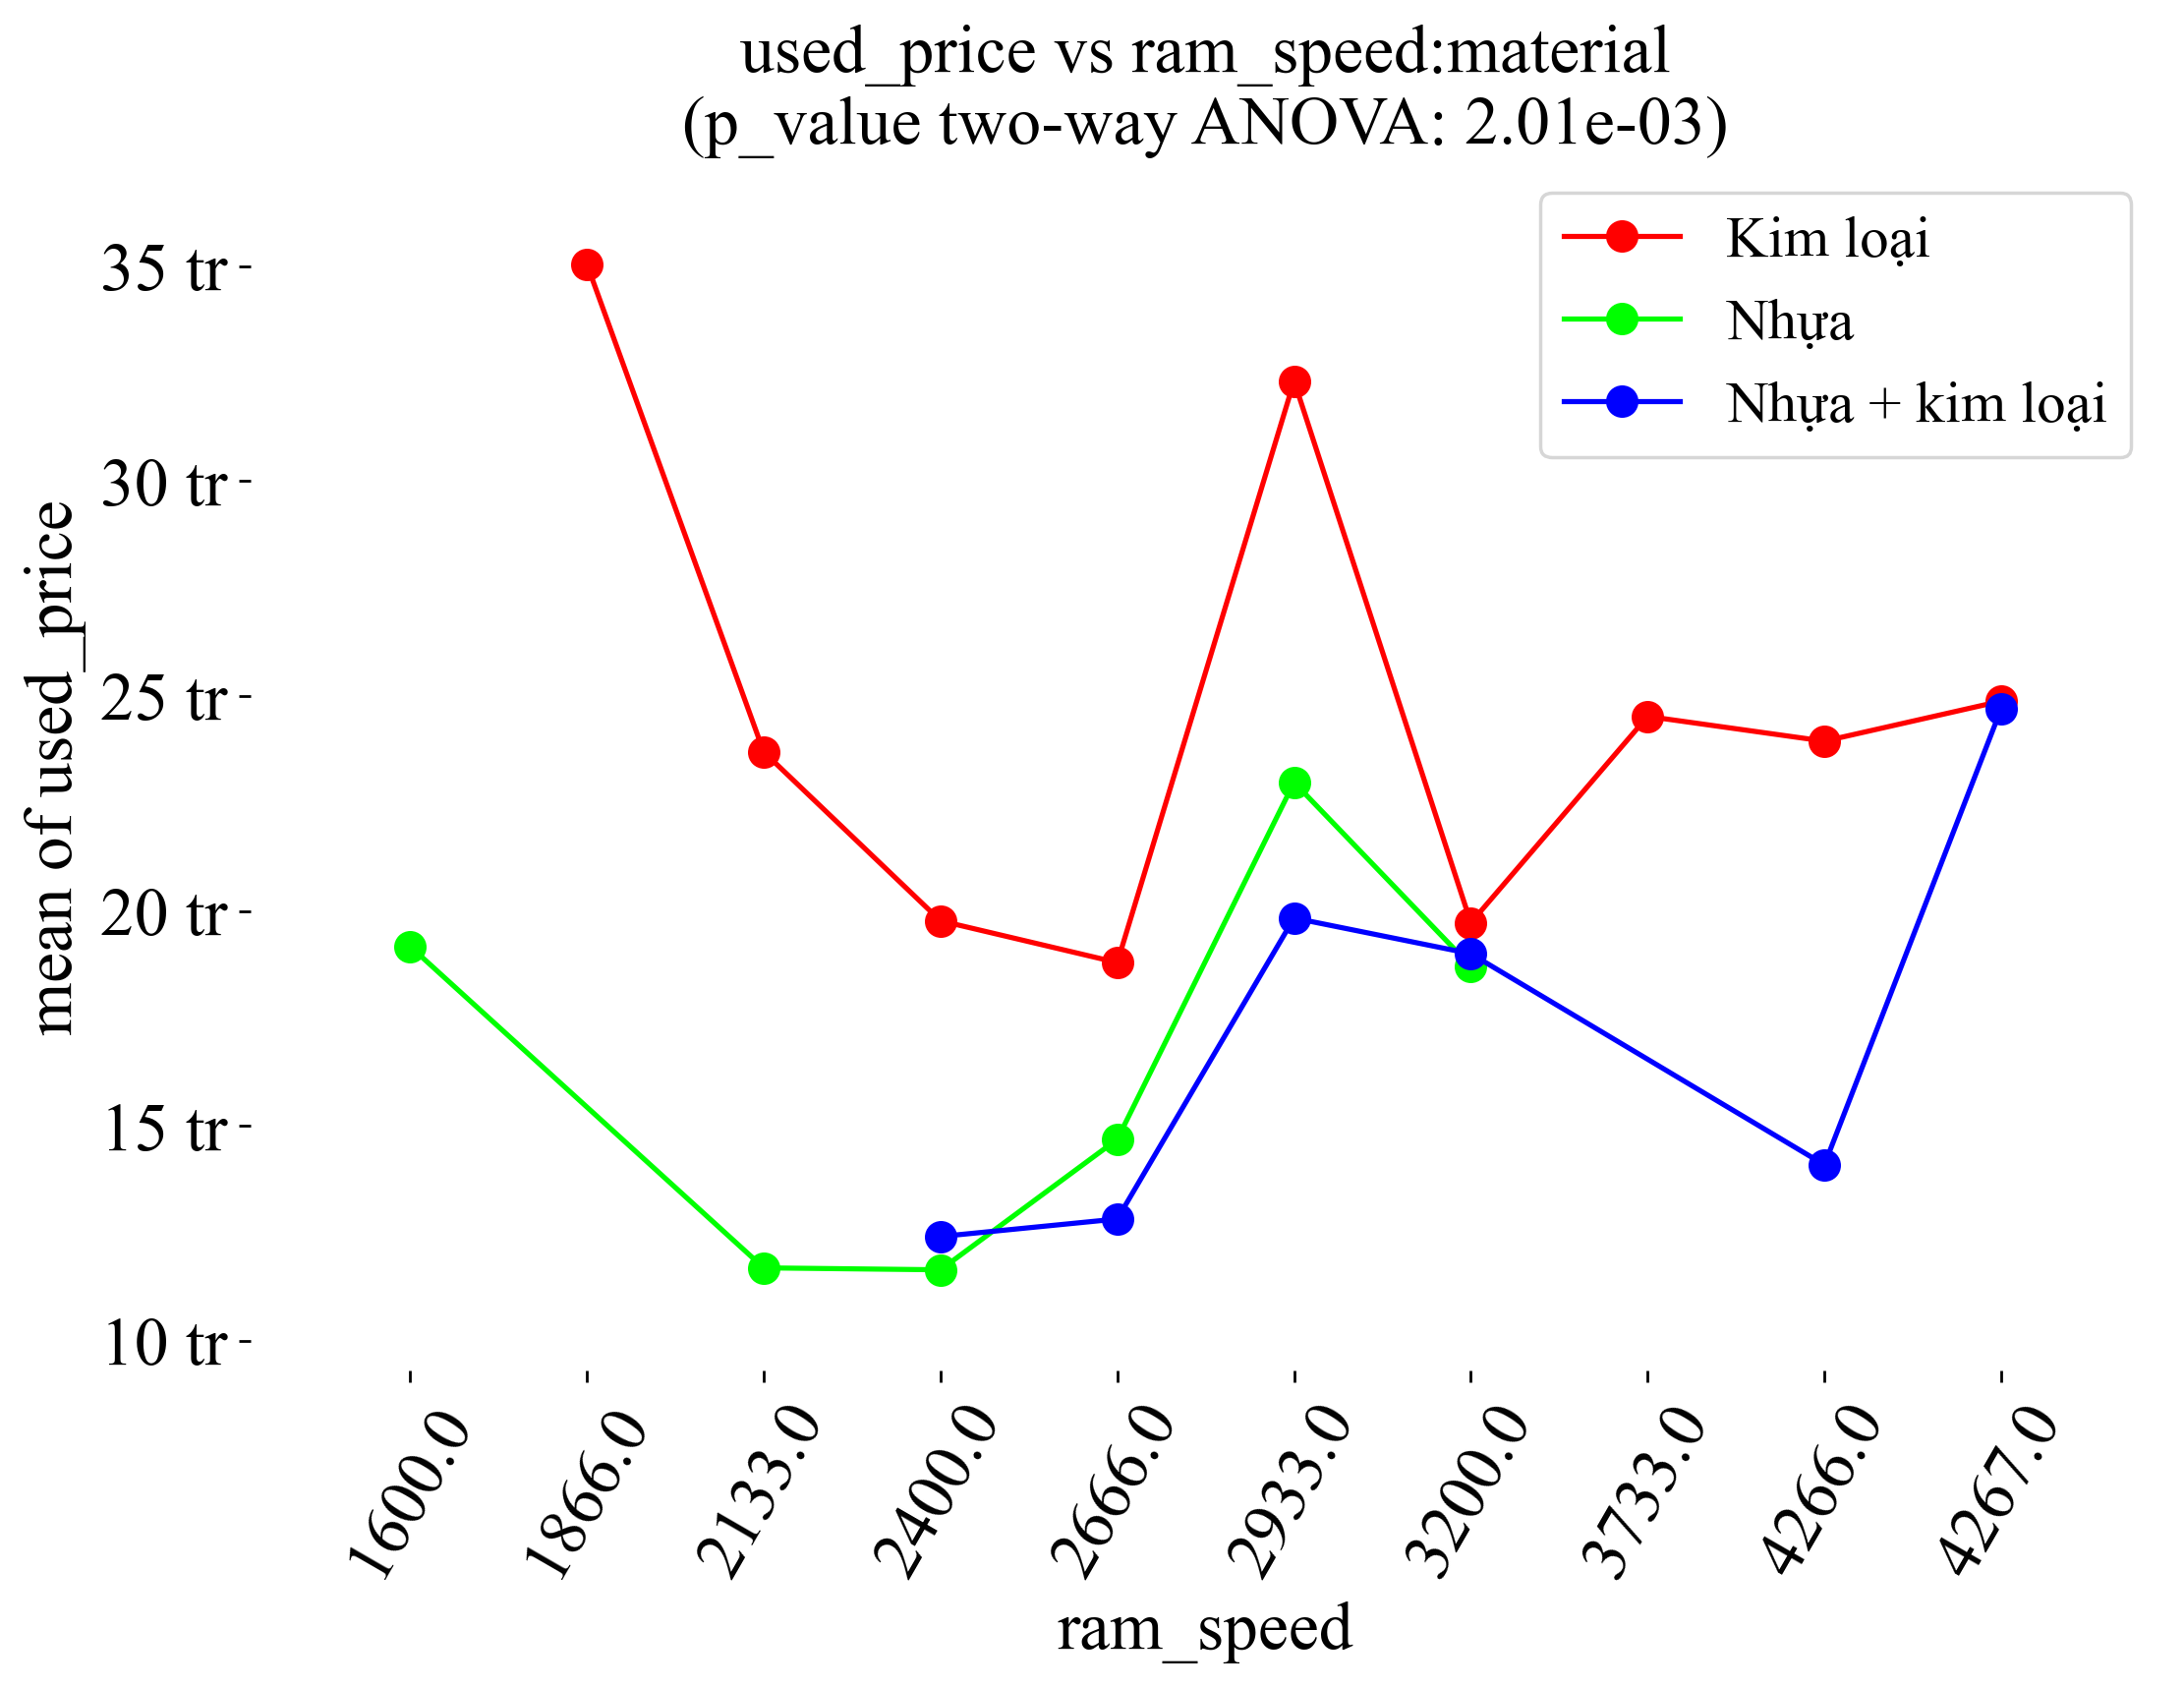 used_price vs ram_speed:material
(p_value two-way ANOVA: 2.01e-03)
Kim loại
Nhựa
Nhựa + kim loại
mean of used_price
35 tr
30 tr
25 tr
20 tr
15 tr
10 tr
1600.0
1866.0
2133.0
2400.0
2666.0
2933.0
3200.0
3733.0
4266.0
4267.0
ram_speed